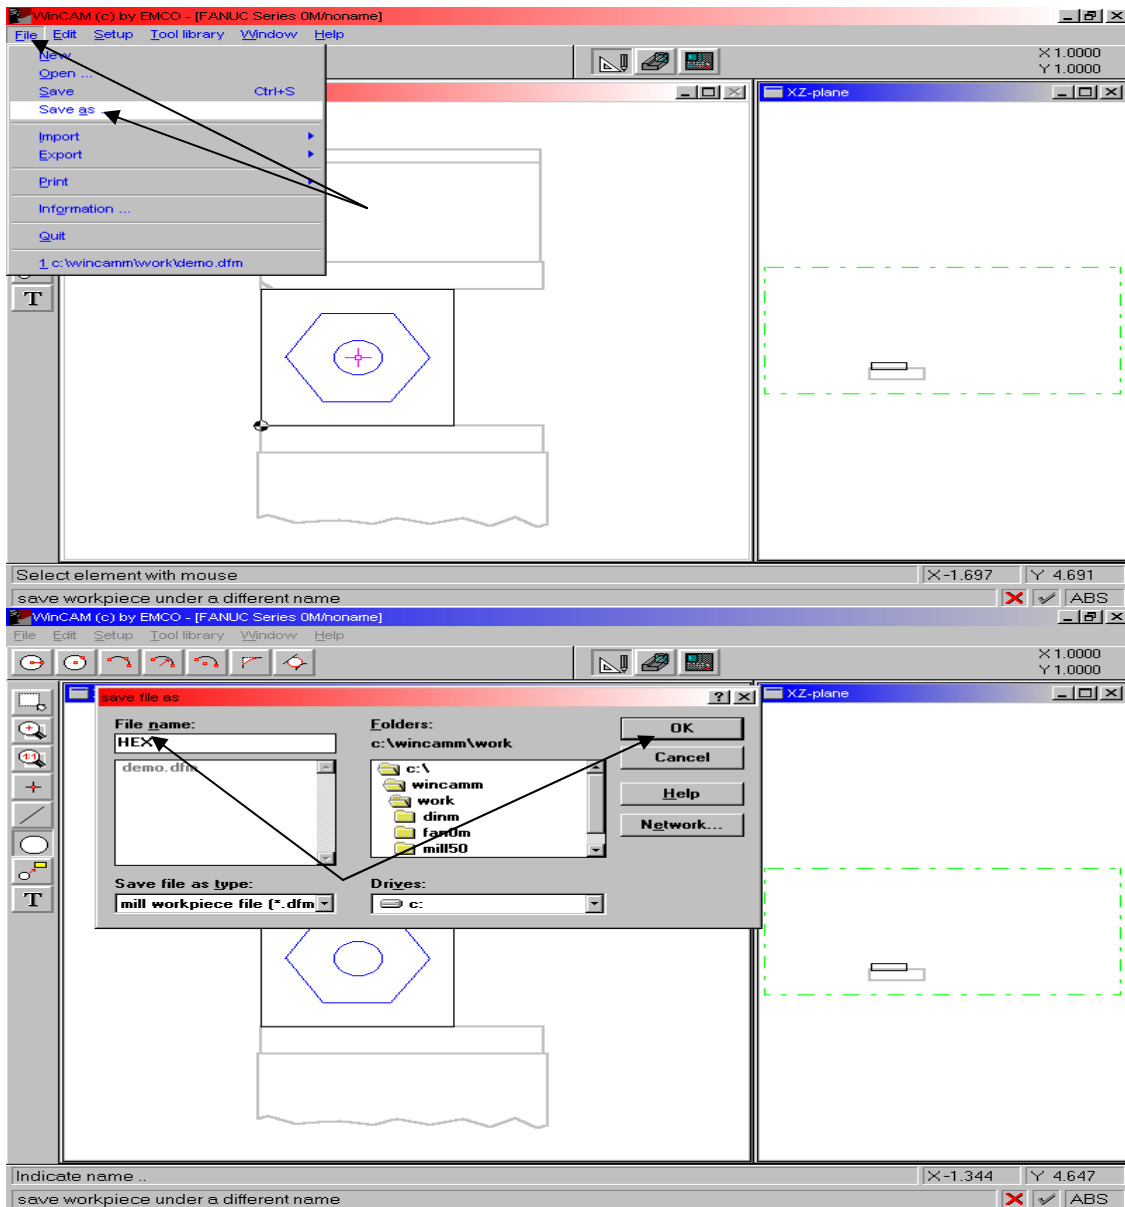 WinCAM (c) by EMCO - [FANUC Series 0M/noname]
File Edit Setup Tool library Window Help
X 1.0000
Y 1.0000
New
Open ...
Save Ctrl+S
Save as ...
Import
Export
Print
Information ...
Quit
1 c:\wincamm\work\demo.dfm
XZ-plane
T
Select element with mouse X -1.697 Y 4.691
save workpiece under a different name ABS
WinCAM (c) by EMCO - [FANUC Series 0M/noname]
File Edit Setup Tool library Window Help
X 1.0000
Y 1.0000
XZ-plane
save file as
File name:
HEX
demo.dfm
Save file as type:
mill workpiece file (*.dfm
Folders:
c:\wincamm\work
c:\
wincamm
work
dinm
fan0m
mill50
Drives:
c:
OK
Cancel
Help
Network...
1:1
T
Indicate name .. X -1.344 Y 4.647
save workpiece under a different name ABS